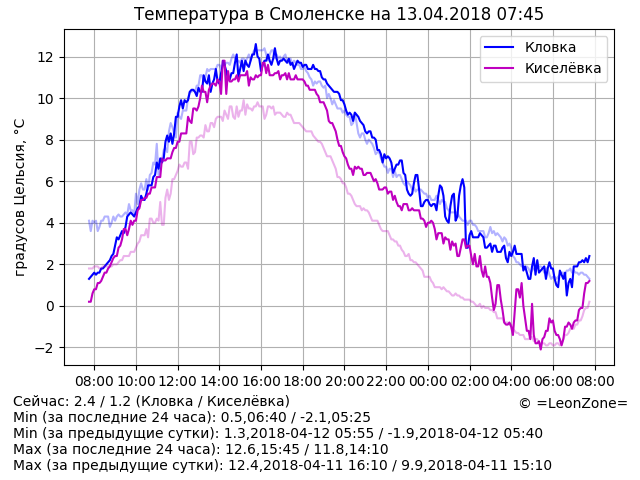 Температура в Смоленске на 13.04.2018 07:45
Кловка
Киселёвка
градусов Цельсия, °C
12
10
8
6
4
2
0
−2
08:00 10:00 12:00 14:00 16:00 18:00 20:00 22:00 00:00 02:00 04:00 06:00 08:00
Сейчас: 2.4 / 1.2 (Кловка / Киселёвка)
© =LeonZone=
Min (за последние 24 часа): 0.5,06:40 / -2.1,05:25
Min (за предыдущие сутки): 1.3,2018-04-12 05:55 / -1.9,2018-04-12 05:40
Max (за последние 24 часа): 12.6,15:45 / 11.8,14:10
Max (за предыдущие сутки): 12.4,2018-04-11 16:10 / 9.9,2018-04-11 15:10